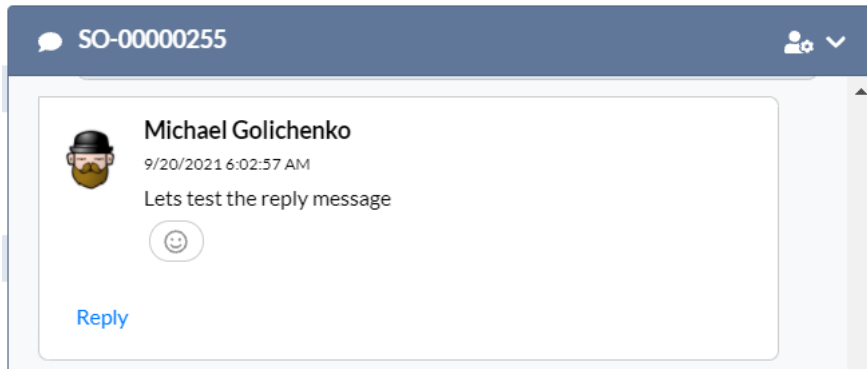 SO-00000255
Michael Golichenko
9/20/2021 6:02:57 AM
Lets test the reply message
Reply